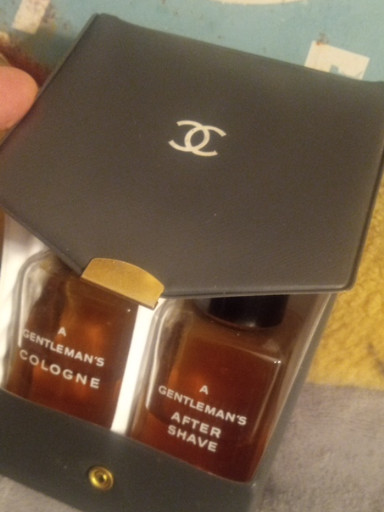 A
GENTLEMAN'S
COLOGNE
A
GENTLEMAN'S
AFTER
SHAVE